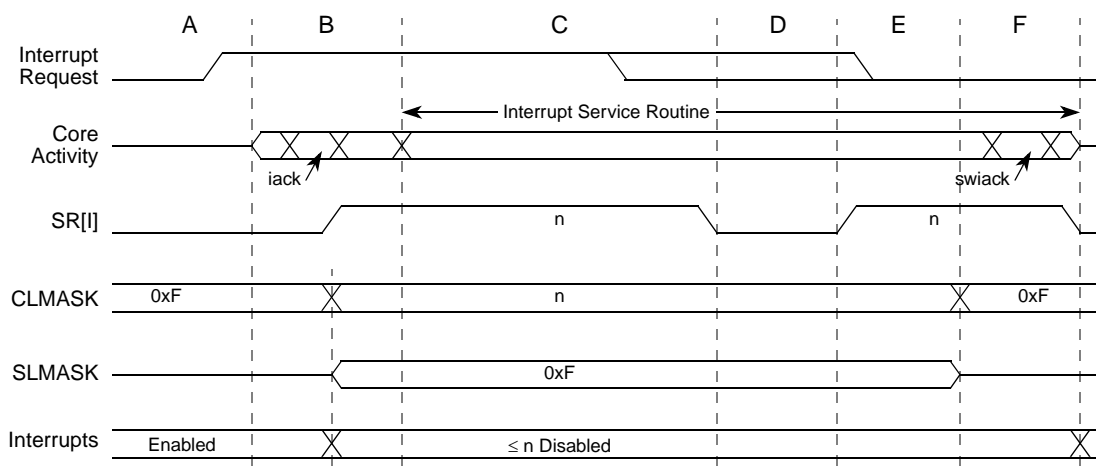 A B C D E F
Interrupt
Request
Interrupt Service Routine
Core
Activity
iack
swiack
SR[I]
n n
CLMASK
0xF n 0xF
SLMASK
0xF
Interrupts
Enabled ≤ n Disabled